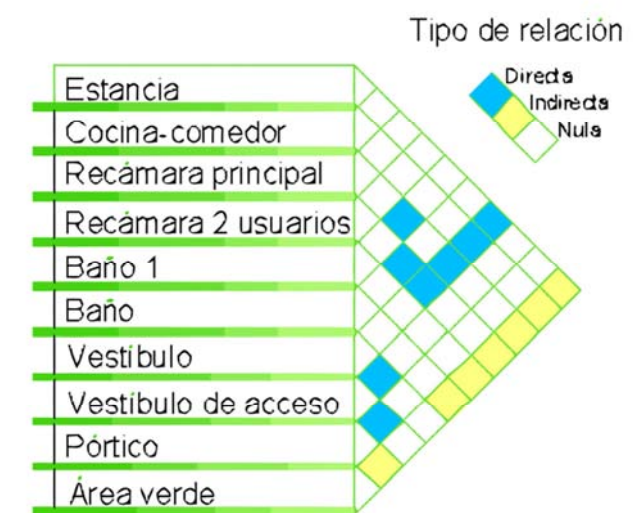 Tipo de relación
Directa
Indirecta
Nula
Estancia
Cocina-comedor
Recámara principal
Recámara 2 usuarios
Baño 1
Baño
Vestíbulo
Vestíbulo de acceso
Pórtico
Área verde